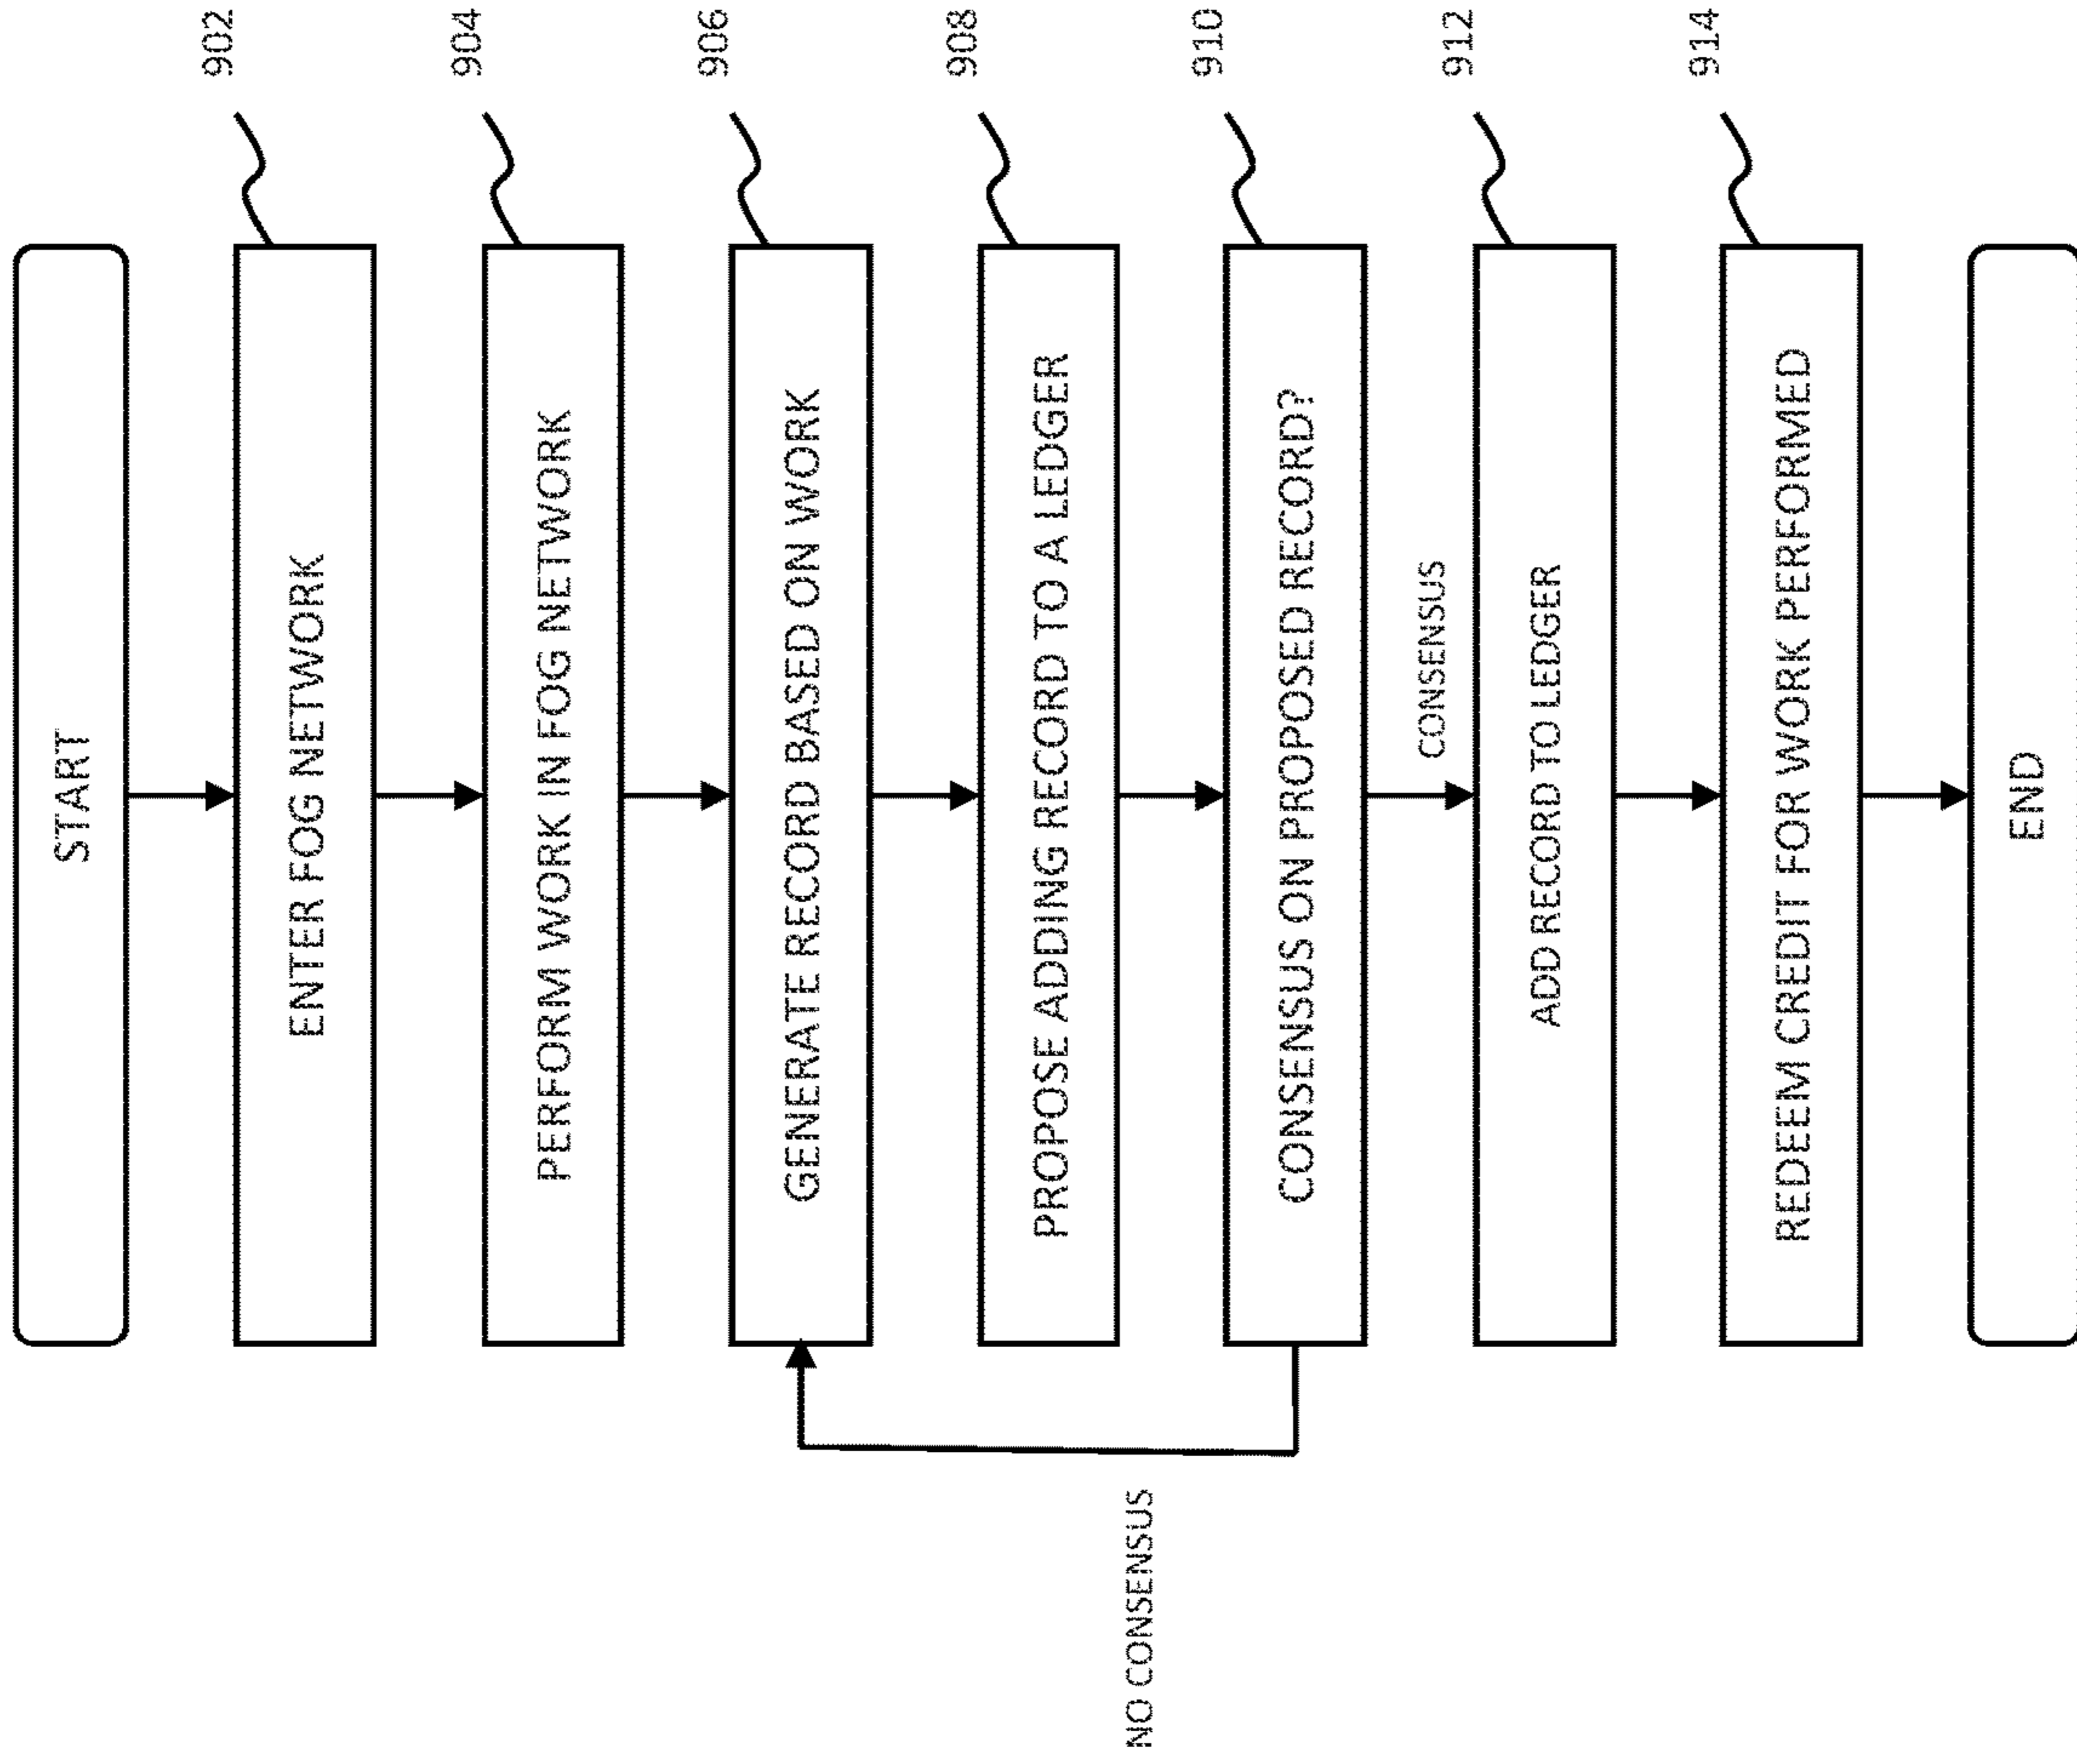 START
902
ENTER FOG NETWORK
904
PERFORM WORK IN FOG NETWORK
906
GENERATE RECORD BASED ON WORK
908
PROPOSE ADDING RECORD TO A LEDGER
NO CONSENSUS
910
CONSENSUS ON PROPOSED RECORD?
CONSENSUS
912
ADD RECORD TO LEDGER
914
REDEEM CREDIT FOR WORK PERFORMED
END